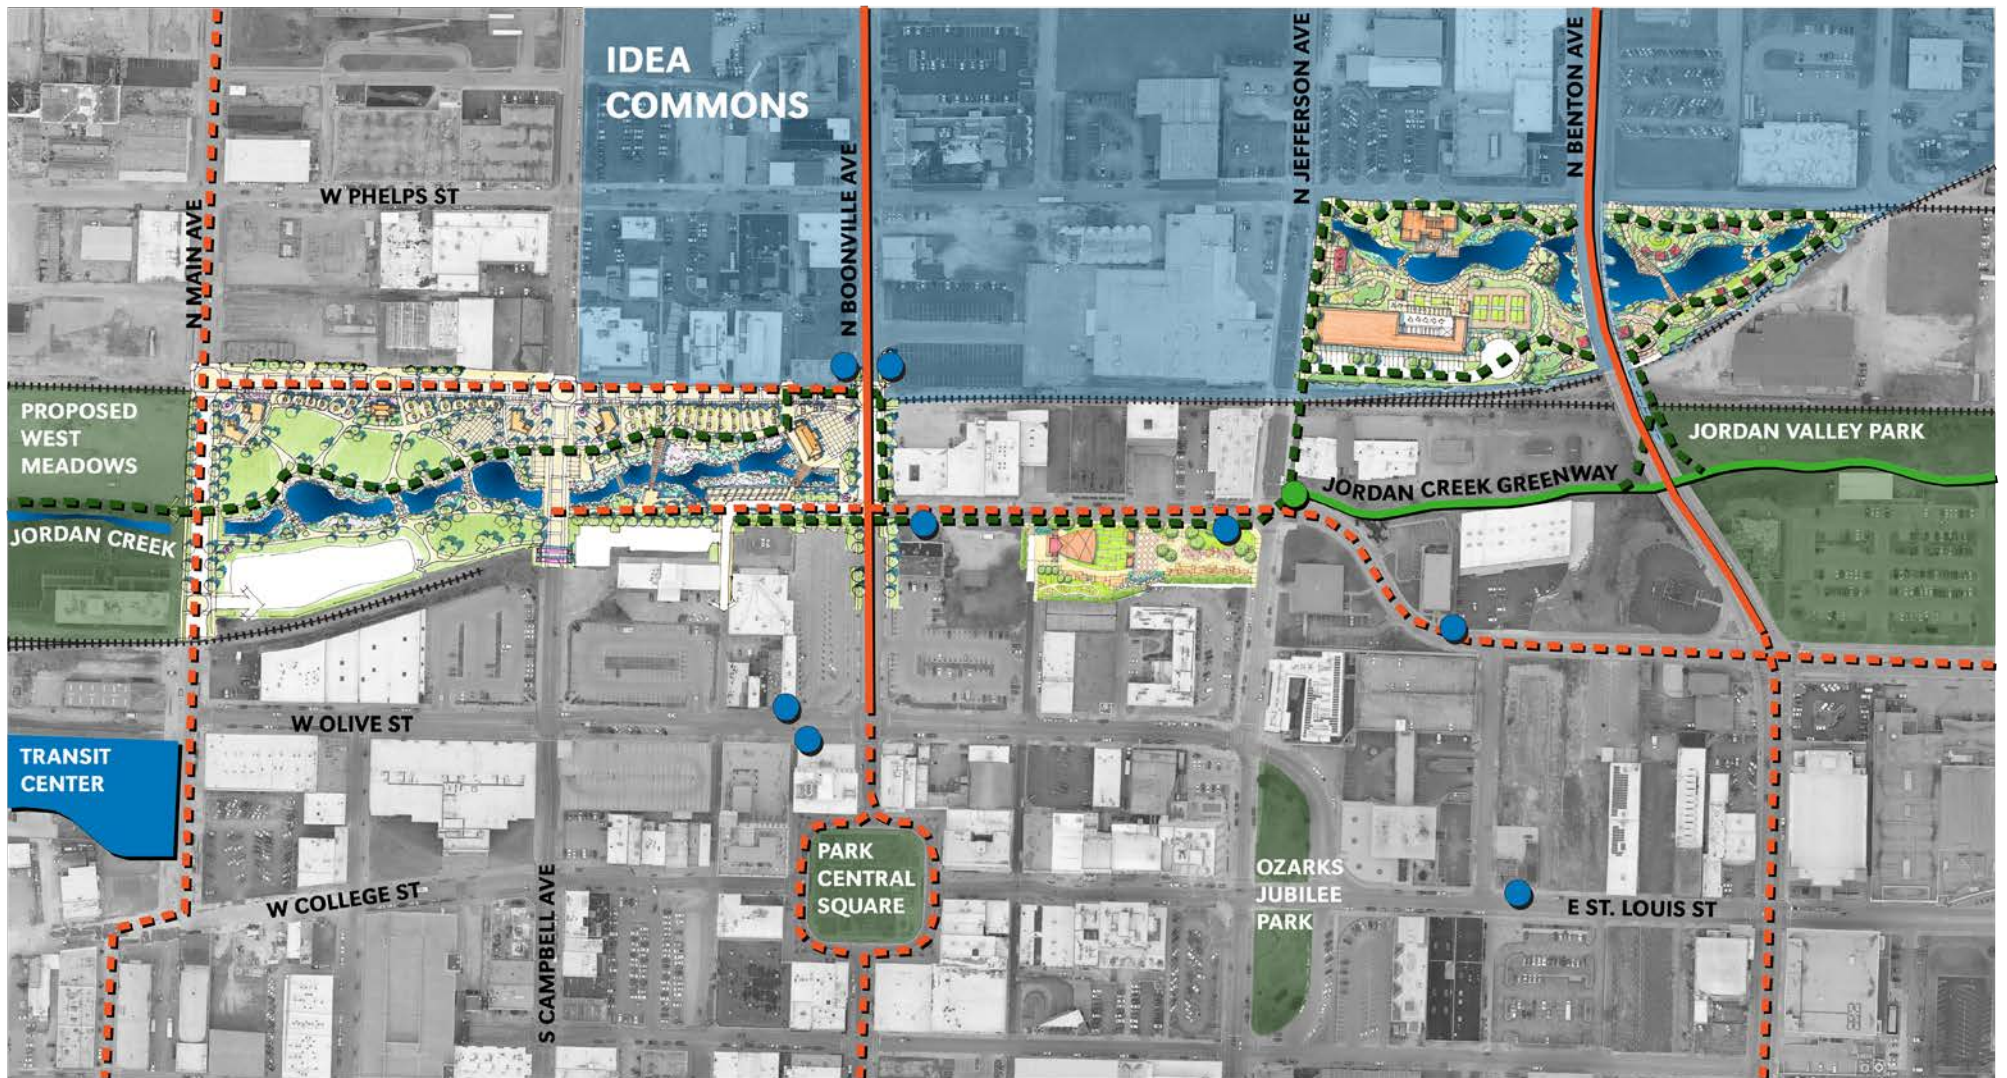 IDEA
COMMONS
N JEFFERSON AVE
N BENTON AVE
N BOONVILLE AVE
W PHELPS ST
N MAIN AVE
PROPOSED
WEST
MEADOWS
JORDAN VALLEY PARK
JORDAN CREEK GREENWAY
JORDAN CREEK
W OLIVE ST
TRANSIT
CENTER
PARK
CENTRAL
SQUARE
OZARKS
JUBILEE
PARK
W COLLEGE ST
S CAMPBELL AVE
E ST. LOUIS ST